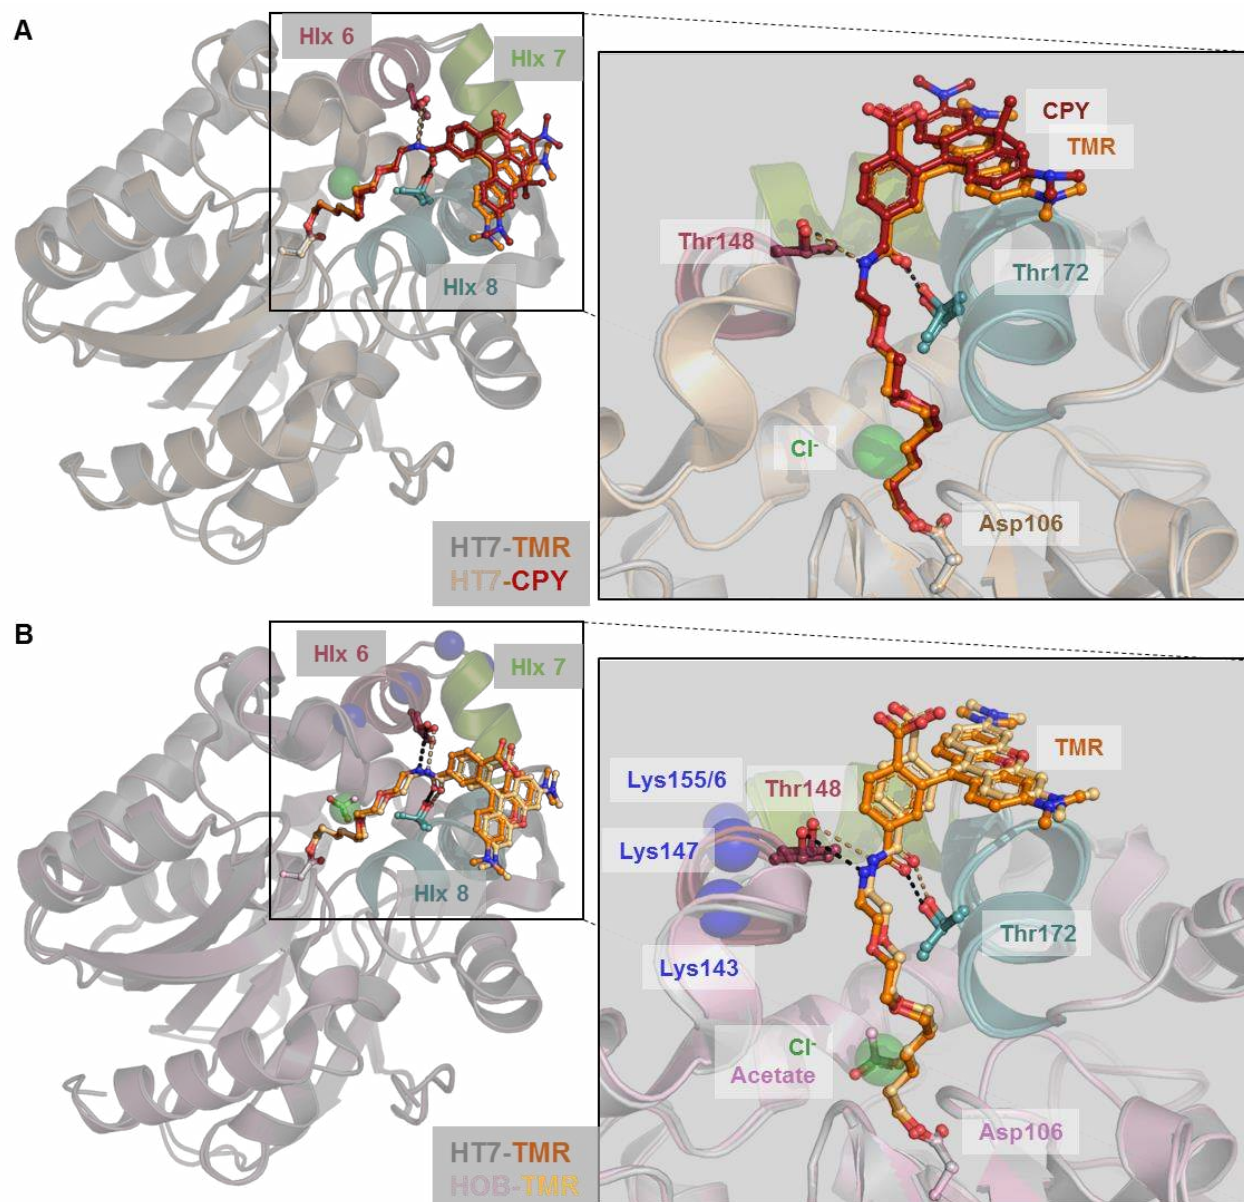 A
Hlx 6
Hlx 7
Hlx 8
HT7-TMR
HT7-CPY
CPY
TMR
Thr148
Thr172
Cl-
Asp106
B
Hlx 6
Hlx 7
Hlx 8
HT7-TMR
HOB-TMR
TMR
Lys155/6
Thr148
Lys147
Thr172
Lys143
Cl-
Acetate
Asp106